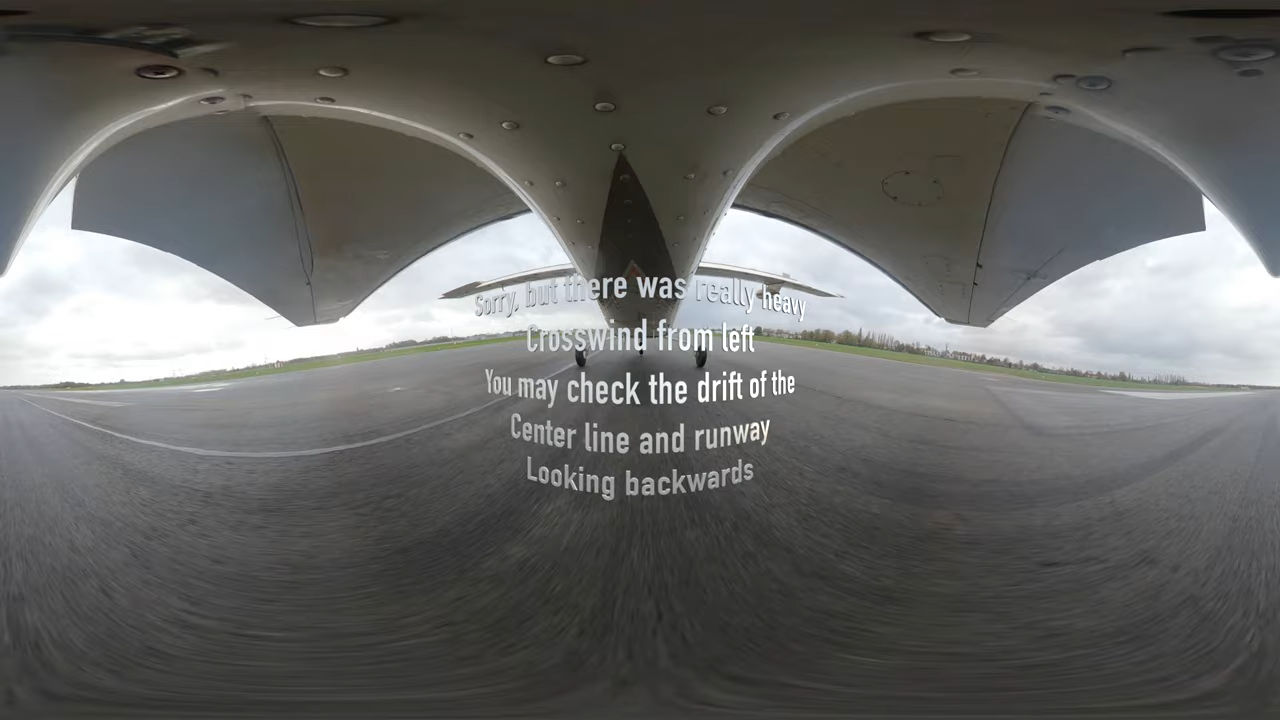 Sorry, but there was really heavy
Crosswind from left
You may check the drift of the
Center line and runway
Looking backwards